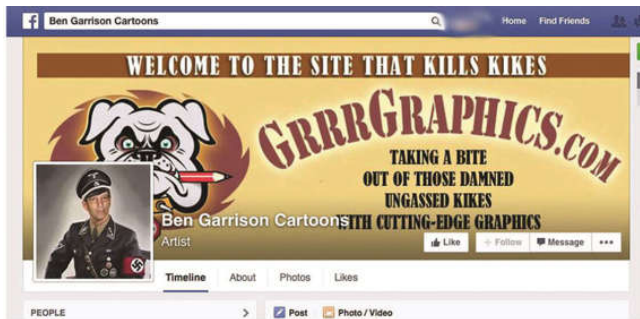 Ben Garrison Cartoons
Home Find Friends
WELCOME TO THE SITE THAT KILLS KIKES
GRRRGRAPHICS.COM
TAKING A BITE
OUT OF THOSE DAMNED
UNGASSED KIKES
WITH CUTTING-EDGE GRAPHICS
Ben Garrison Cartoons
Artist
Like Follow Message
Timeline About Photos Likes
PEOPLE
Post Photo / Video